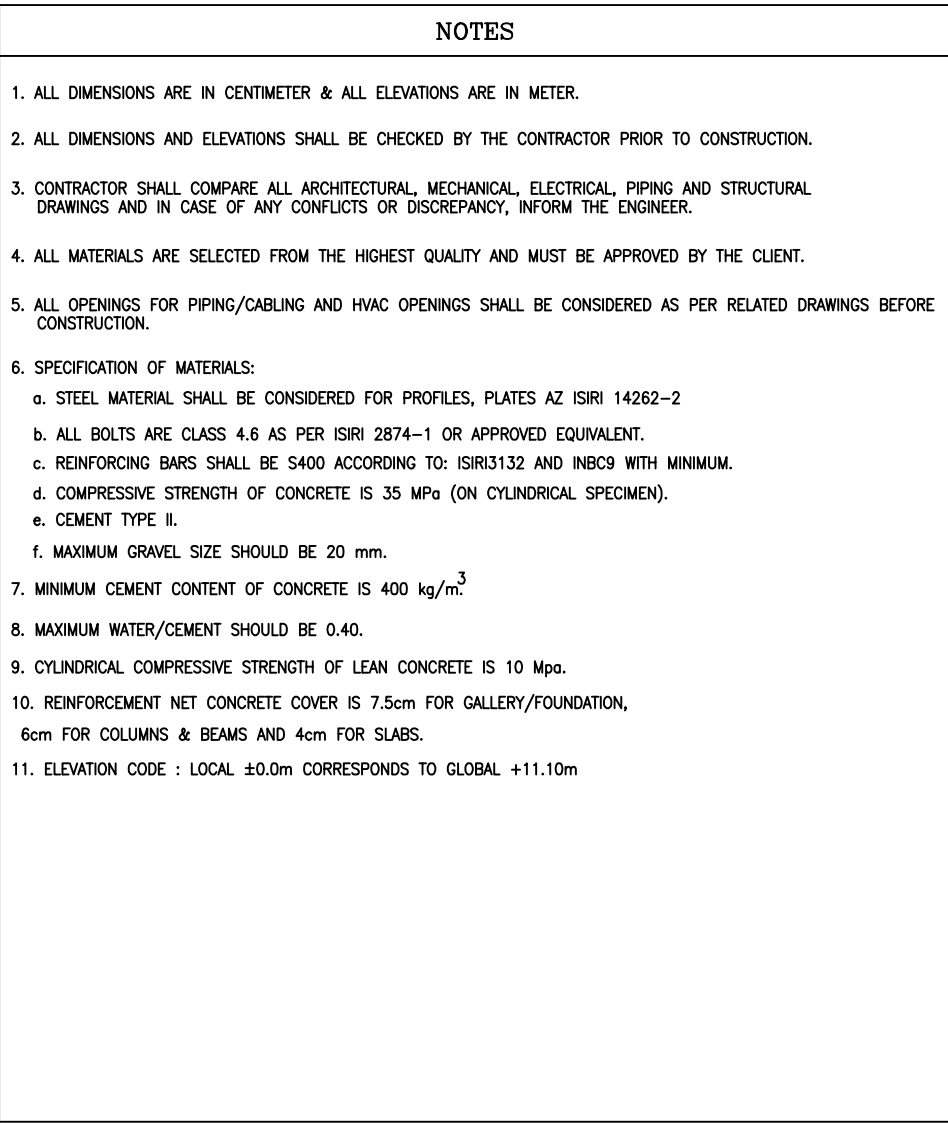 NOTES
1. ALL DIMENSIONS ARE IN CENTIMETER & ALL ELEVATIONS ARE IN METER.
2. ALL DIMENSIONS AND ELEVATIONS SHALL BE CHECKED BY THE CONTRACTOR PRIOR TO CONSTRUCTION.
3. CONTRACTOR SHALL COMPARE ALL ARCHITECTURAL, MECHANICAL, ELECTRICAL, PIPING AND STRUCTURAL
DRAWINGS AND IN CASE OF ANY CONFLICTS OR DISCREPANCY, INFORM THE ENGINEER.
4. ALL MATERIALS ARE SELECTED FROM THE HIGHEST QUALITY AND MUST BE APPROVED BY THE CLIENT.
5. ALL OPENINGS FOR PIPING/CABLING AND HVAC OPENINGS SHALL BE CONSIDERED AS PER RELATED DRAWINGS BEFORE
CONSTRUCTION.
6. SPECIFICATION OF MATERIALS:
a. STEEL MATERIAL SHALL BE CONSIDERED FOR PROFILES, PLATES AZ ISIRI 14262-2
b. ALL BOLTS ARE CLASS 4.6 AS PER ISIRI 2874-1 OR APPROVED EQUIVALENT.
c. REINFORCING BARS SHALL BE S400 ACCORDING TO: ISIRI3132 AND INBC9 WITH MINIMUM.
d. COMPRESSIVE STRENGTH OF CONCRETE IS 35 MPa (ON CYLINDRICAL SPECIMEN).
e. CEMENT TYPE II.
f. MAXIMUM GRAVEL SIZE SHOULD BE 20 mm.
7. MINIMUM CEMENT CONTENT OF CONCRETE IS 400 kg/m³.
8. MAXIMUM WATER/CEMENT SHOULD BE 0.40.
9. CYLINDRICAL COMPRESSIVE STRENGTH OF LEAN CONCRETE IS 10 Mpa.
10. REINFORCEMENT NET CONCRETE COVER IS 7.5cm FOR GALLERY/FOUNDATION,
6cm FOR COLUMNS & BEAMS AND 4cm FOR SLABS.
11. ELEVATION CODE : LOCAL ±0.0m CORRESPONDS TO GLOBAL +11.10m